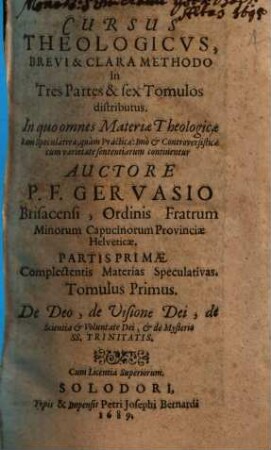 CURSUS
THEOLOGICVS,
BREVI & CLARA METHODO
in
Tres Partes & sex Tomulos
distributus.
In quo omnes Materiæ Theologicæ
tam Speculativæ, quàm Practicæ: Imò & Controversisticæ
cum varietate sententiarum continentur
AUCTORE
P. F. GERVASIO
Brisacensi, Ordinis Fratrum
Minorum Capucinorum Provinciæ
Helveticæ.
PARTIS PRIMÆ
Complectentis Materias Speculativas.
Tomulus Primus.
De Deo, de Visione Dei, de
Scientia & Voluntate Dei, & de Mysterio
SS. TRINITATIS.
Cum Licentia Superiorum.
SOLODORI,
Typis & Impensis Petri Josephi Bernardi
1689.